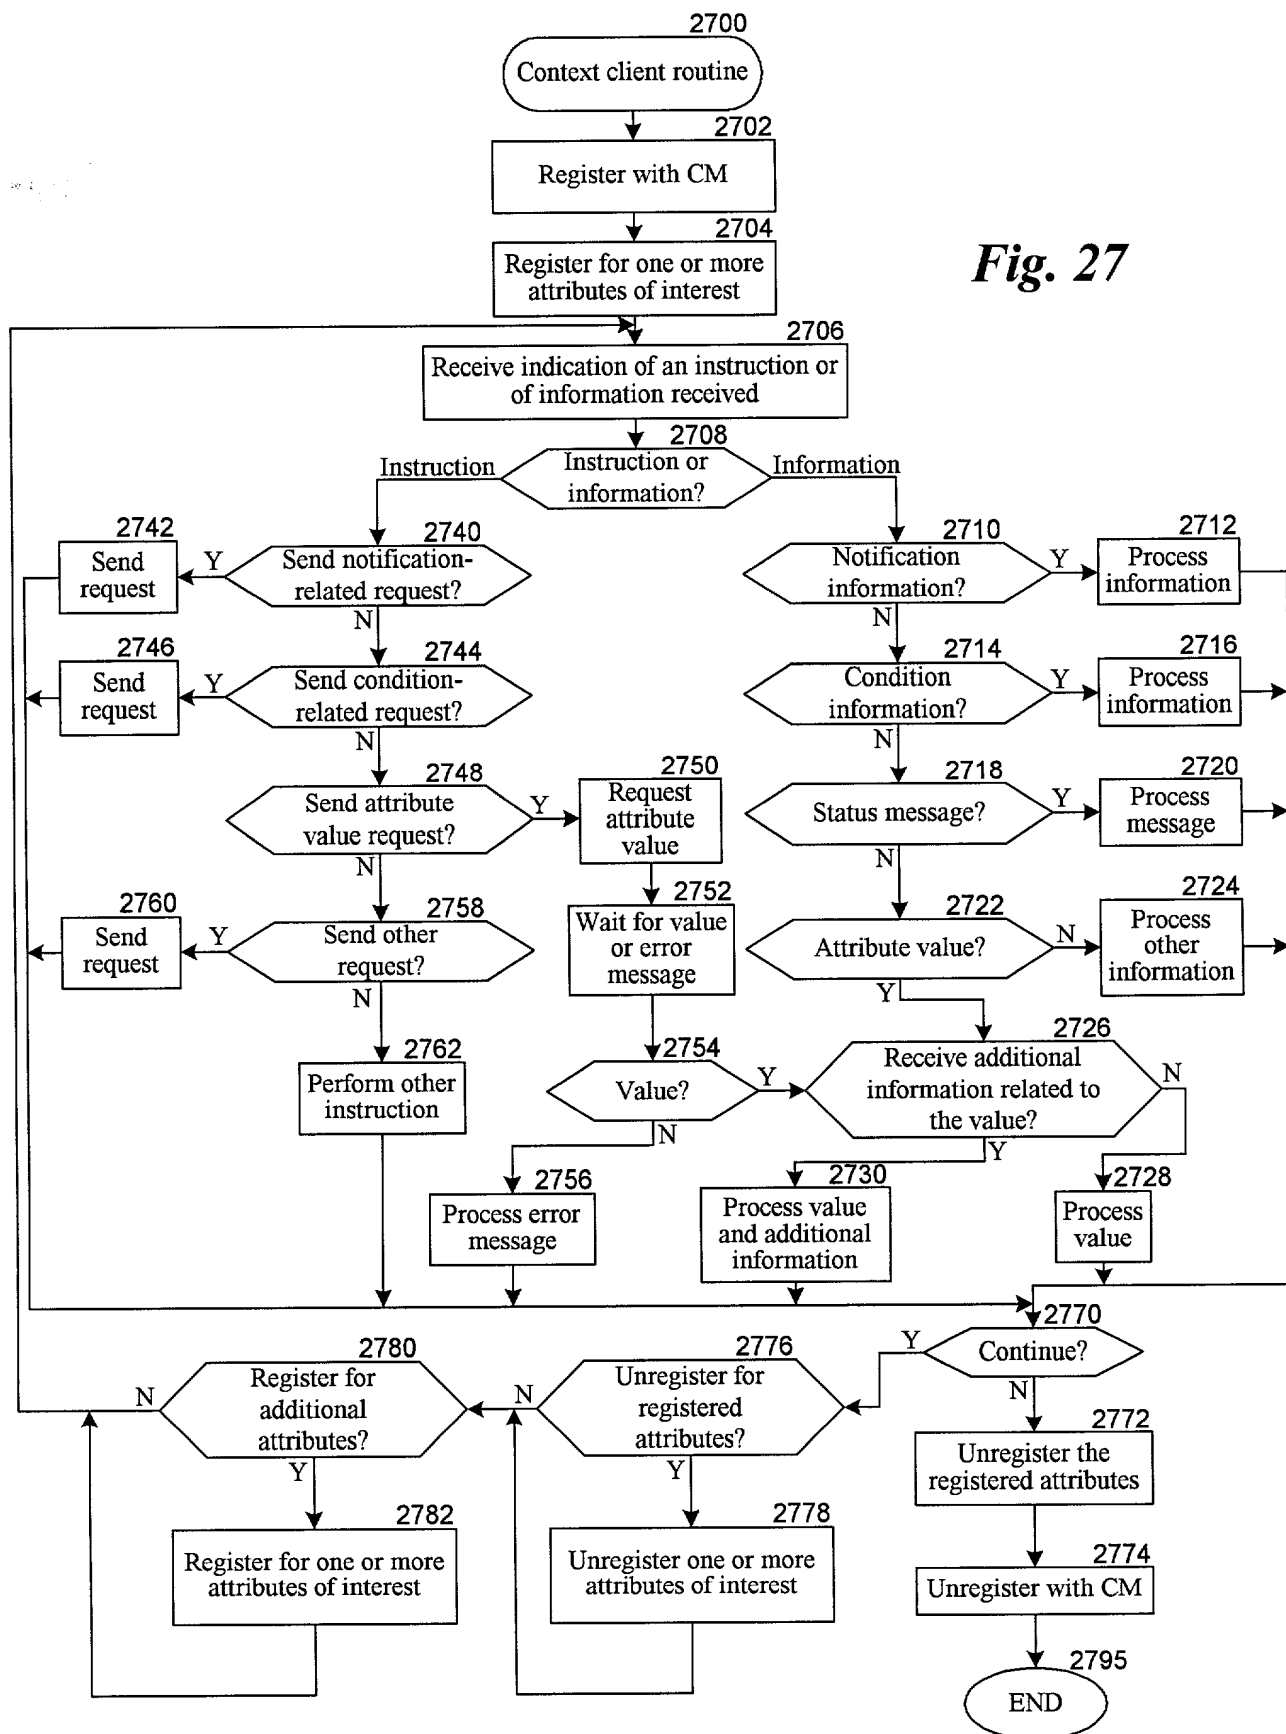 2700
Context client routine
2702
Register with CM
2704
Register for one or more
attributes of interest
Fig. 27
2706
Receive indication of an instruction or
of information received
2708
Instruction or
information?
Instruction
Information
2742
Send
request
Y
2740
Send notification-
related request?
N
2710
Notification
information?
Y
N
2712
Process
information
2746
Send
request
Y
2744
Send condition-
related request?
N
2714
Condition
information?
Y
N
2716
Process
information
2748
Send attribute
value request?
Y
N
2750
Request
attribute
value
2718
Status message?
Y
N
2720
Process
message
2760
Send
request
Y
2758
Send other
request?
N
2752
Wait for value
or error
message
2722
Attribute value?
N
Y
2724
Process
other
information
2762
Perform other
instruction
2754
Value?
Y
N
2726
Receive additional
information related to
the value?
N
Y
2756
Process error
message
2730
Process value
and additional
information
2728
Process
value
2770
Continue?
Y
N
2780
Register for
additional
attributes?
N
Y
2776
Unregister for
registered
attributes?
N
Y
2772
Unregister the
registered attributes
2782
Register for one or more
attributes of interest
2778
Unregister one or more
attributes of interest
2774
Unregister with CM
2795
END